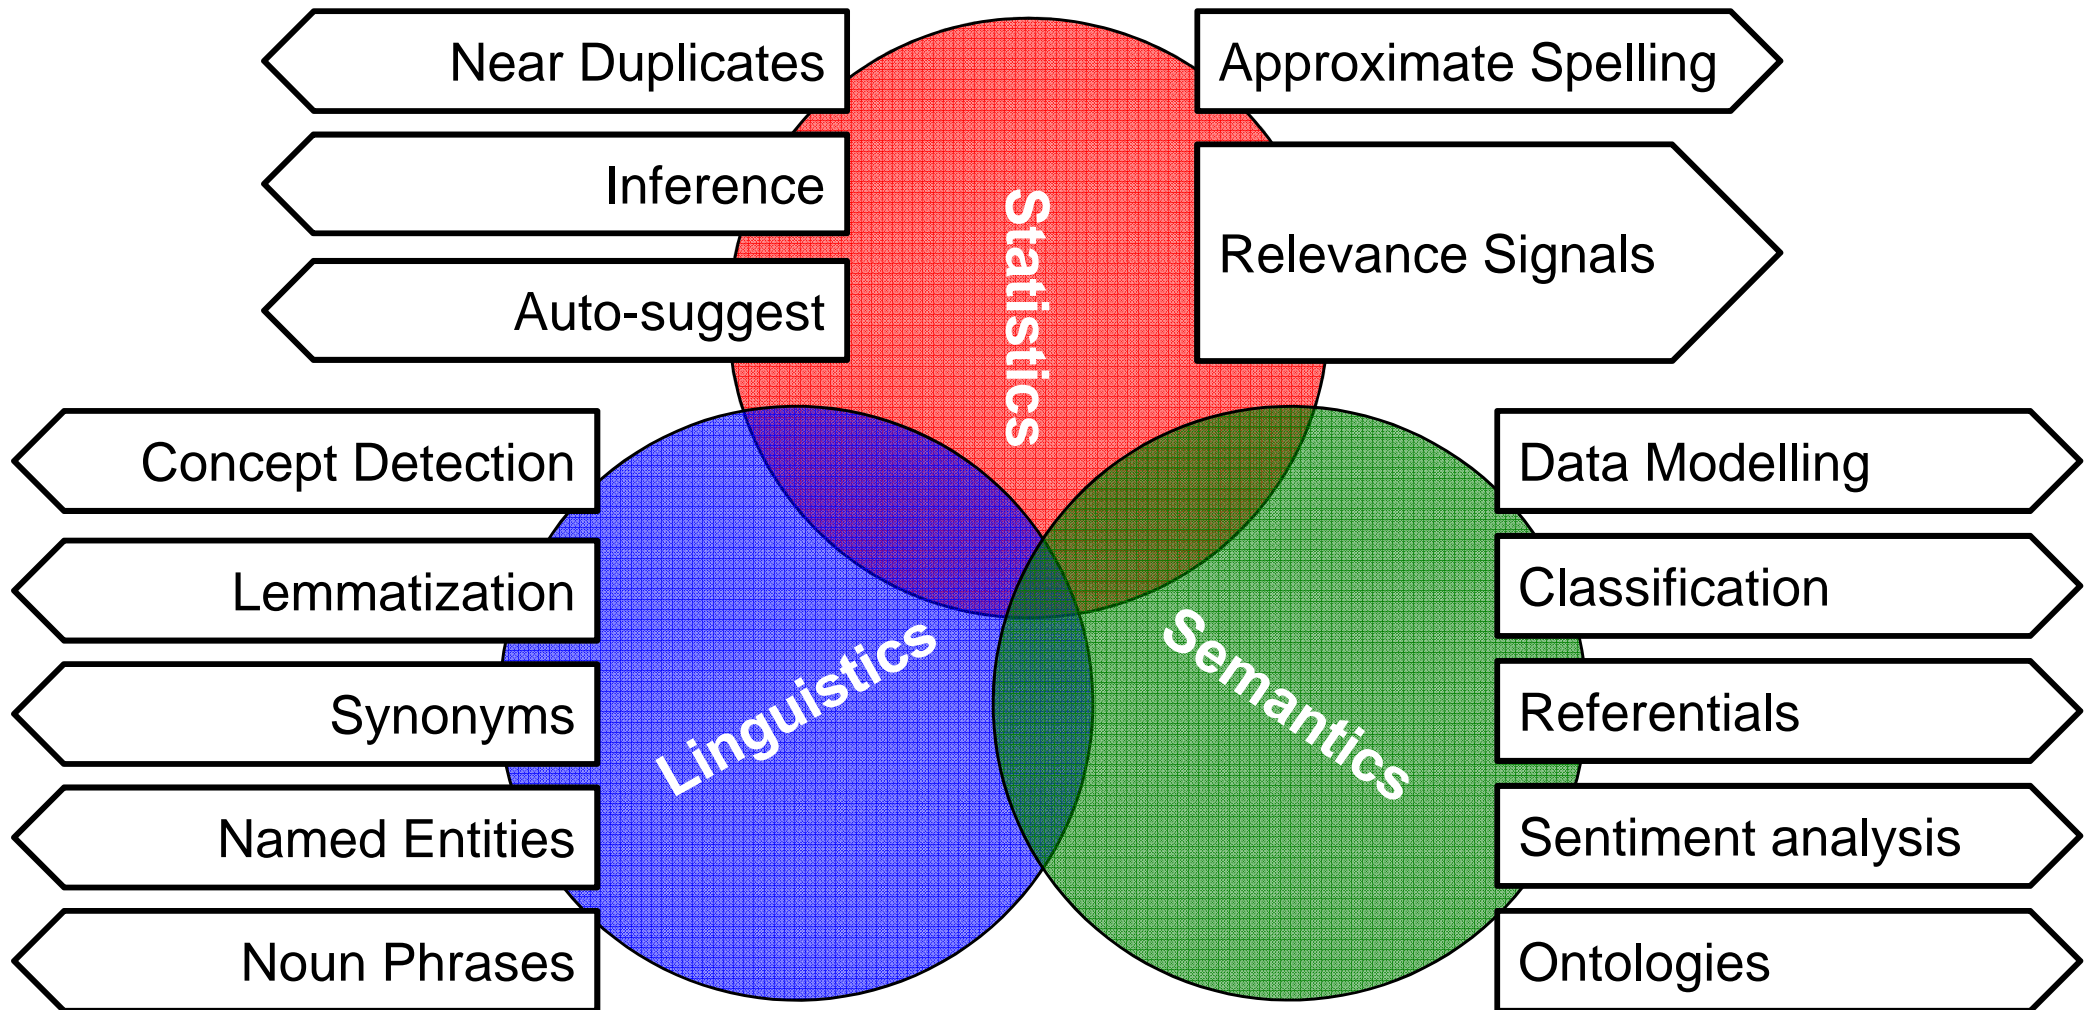 Near Duplicates
Approximate Spelling
Inference
Relevance Signals
Auto-suggest
Statistics
Concept Detection
Data Modelling
Lemmatization
Classification
Linguistics
Semantics
Synonyms
Referentials
Named Entities
Sentiment analysis
Noun Phrases
Ontologies